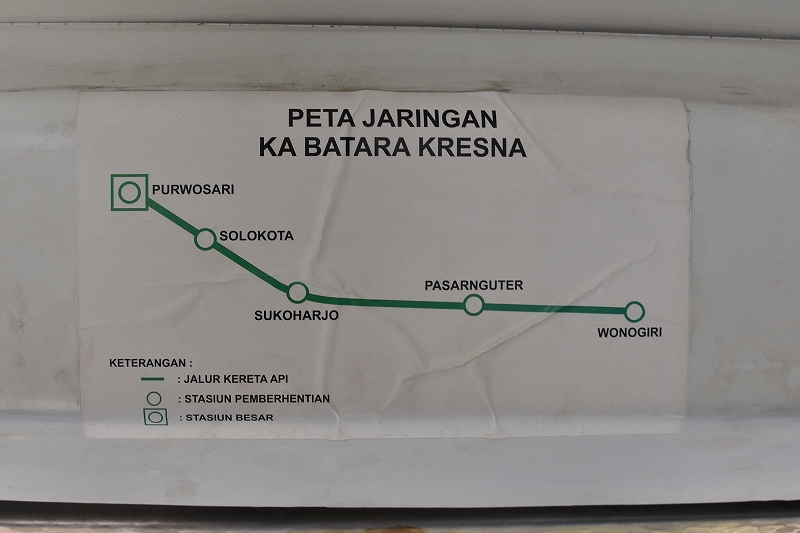 PETA JARINGAN
KA BATARA KRESNA
PURWOSARI
SOLOKOTA
SUKOHARJO
PASARNGUTER
WONOGIRI
KETERANGAN :
: JALUR KERETA API
: STASIUN PEMBERHENTIAN
: STASIUN BESAR